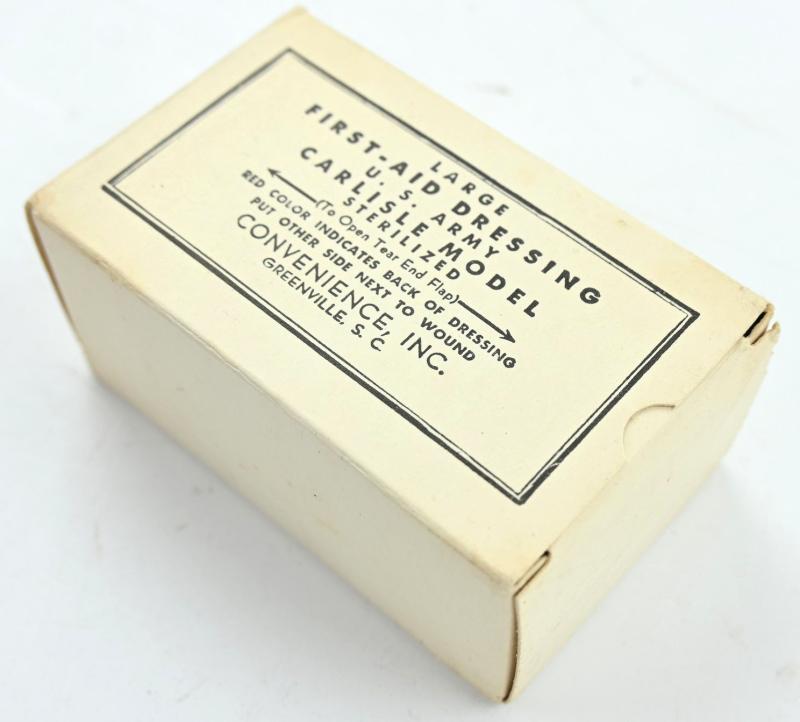 LARGE
FIRST-AID DRESSING
U. S. ARMY
CARLISLE MODEL
STERILIZED
(To Open Tear End Flap)
RED COLOR INDICATES BACK OF DRESSING
PUT OTHER SIDE NEXT TO WOUND
CONVENIENCE, INC.
GREENVILLE, S. C.